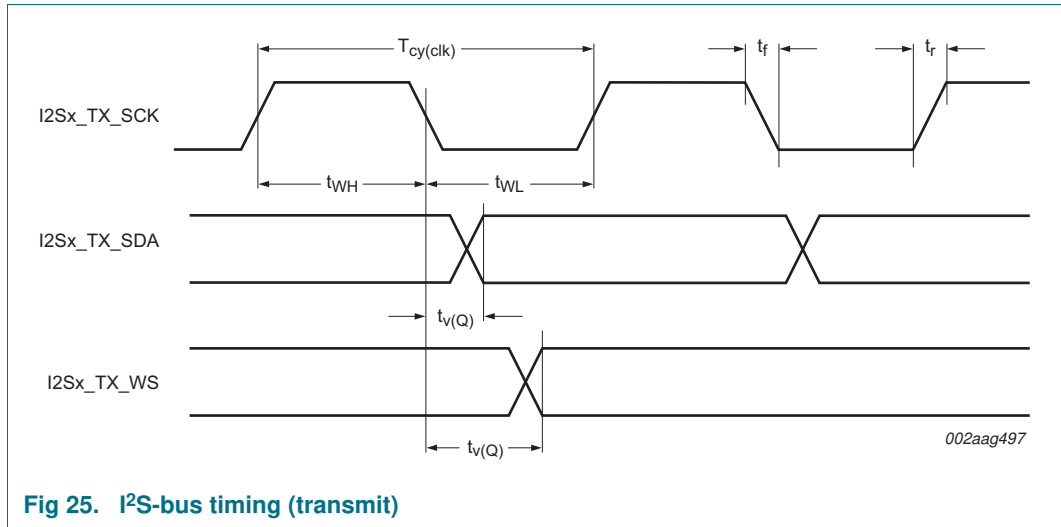 T_cy(clk)
t_f
t_r
I2Sx_TX_SCK
t_WH
t_WL
I2Sx_TX_SDA
t_v(Q)
I2Sx_TX_WS
t_v(Q)
002aag497
Fig 25. I²S-bus timing (transmit)